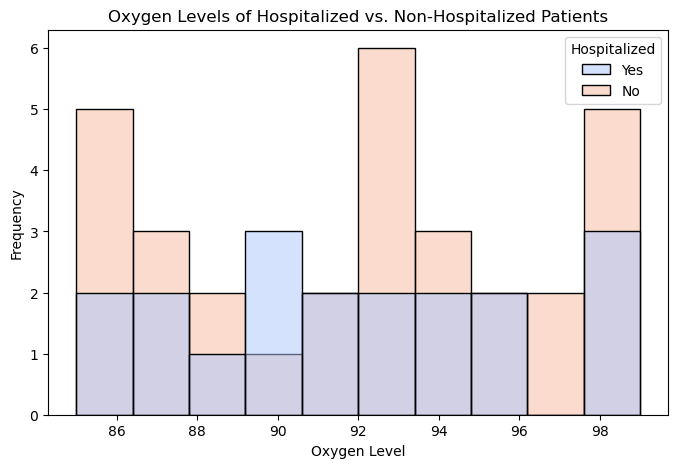 Oxygen Levels of Hospitalized vs. Non-Hospitalized Patients
Hospitalized
Yes
No
6
5
4
3
2
1
0
Frequency
86 88 90 92 94 96 98
Oxygen Level